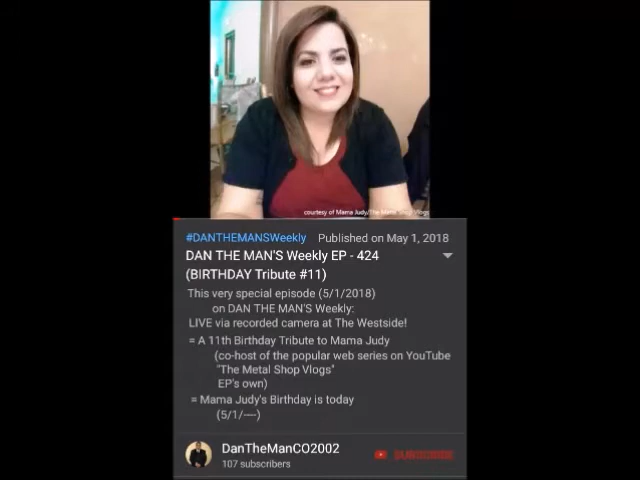 courtesy of Mama Judy/The Metal Shop Vlogs
#DANTHEMANSWeekly Published on May 1, 2018
DAN THE MAN'S Weekly EP - 424
(BIRTHDAY Tribute #11)
This very special episode (5/1/2018)
on DAN THE MAN'S Weekly:
LIVE via recorded camera at The Westside!
= A 11th Birthday Tribute to Mama Judy
(co-host of the popular web series on YouTube
"The Metal Shop Vlogs"
EP's own)
= Mama Judy's Birthday is today
(5/1/----)
DanTheManCO2002
107 subscribers
SUBSCRIBE